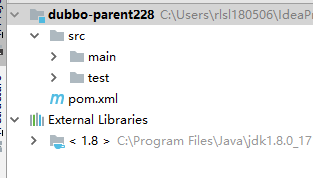 dubbo-parent228 C:\Users\rlsl180506\IdeaPr
src
main
test
pom.xml
External Libraries
< 1.8 > C:\Program Files\Java\jdk1.8.0_17